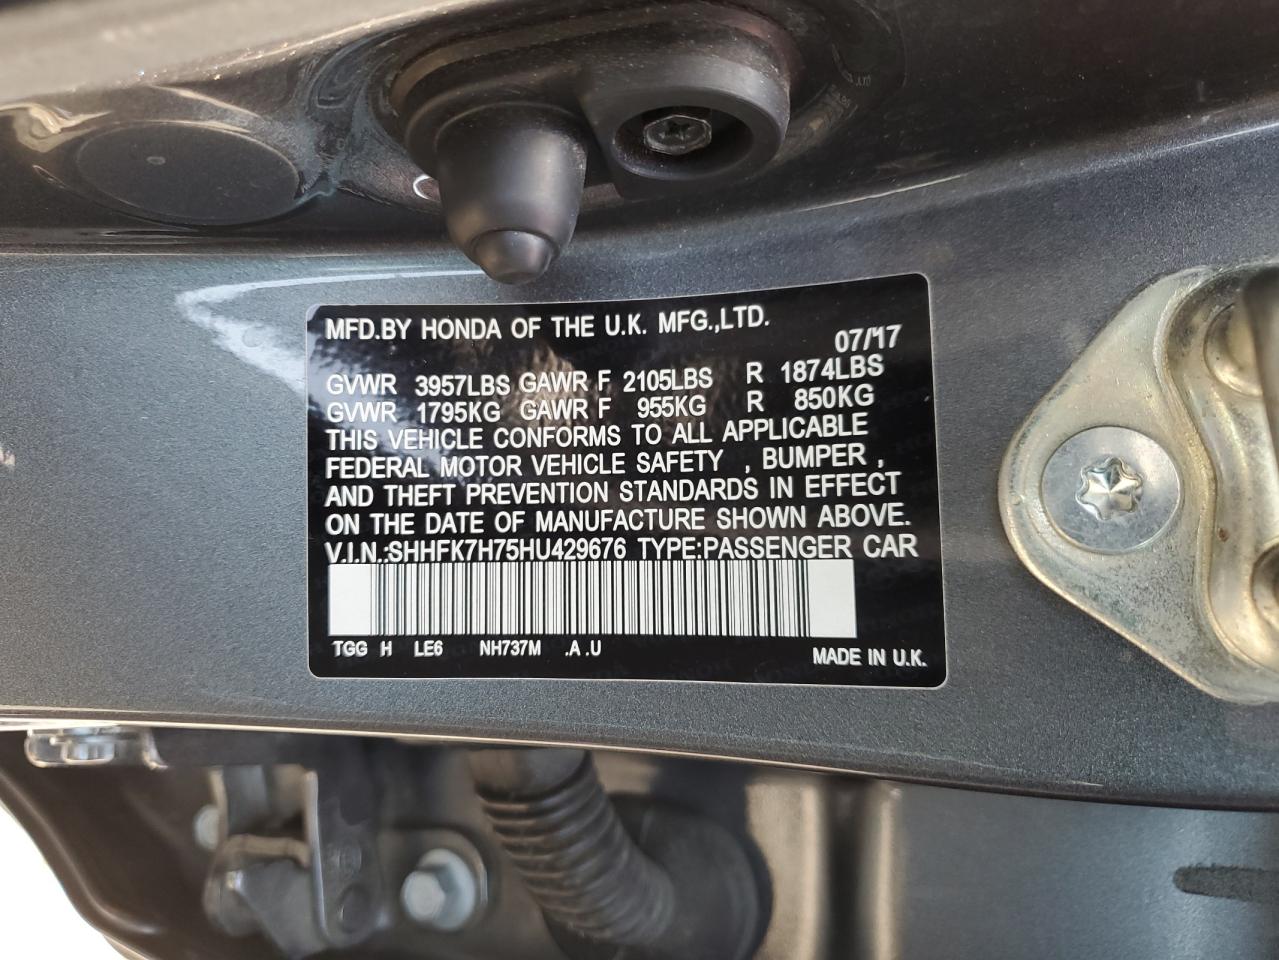 MFD.BY HONDA OF THE U.K. MFG.,LTD.
07/'17
GVWR 3957LBS GAWR F 2105LBS R 1874LBS
GVWR 1795KG GAWR F 955KG R 850KG
THIS VEHICLE CONFORMS TO ALL APPLICABLE
FEDERAL MOTOR VEHICLE SAFETY , BUMPER ,
AND THEFT PREVENTION STANDARDS IN EFFECT
ON THE DATE OF MANUFACTURE SHOWN ABOVE.
V.I.N.:SHHFK7H75HU429676 TYPE:PASSENGER CAR
TGG H LE6 NH737M .A .U
MADE IN U.K.